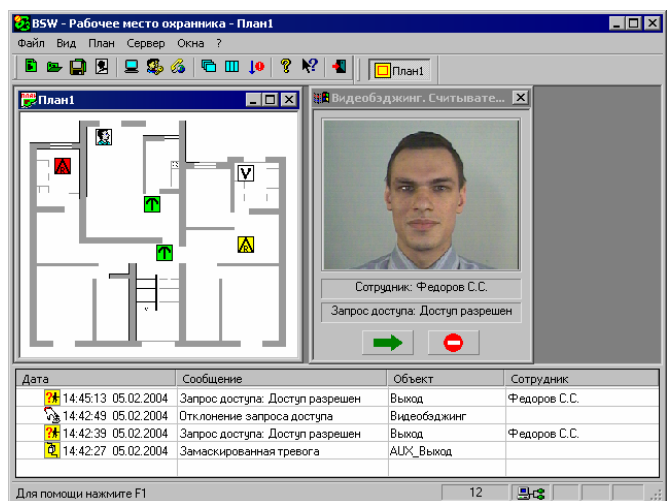 BSW - Рабочее место охранника - План1
Файл Вид План Сервер Окна ?
План1
План1
Видеобэджинг. Считывате...
V
R
Сотрудник: Федоров С.С.
Запрос доступа: Доступ разрешен
Дата Сообщение Объект Сотрудник
14:45:13 05.02.2004 Запрос доступа: Доступ разрешен Выход Федоров С.С.
14:42:49 05.02.2004 Отклонение запроса доступа Видеобэджинг
14:42:39 05.02.2004 Запрос доступа: Доступ разрешен Выход Федоров С.С.
14:42:27 05.02.2004 Замаскированная тревога AUX_Выход
Для помощи нажмите F1 12